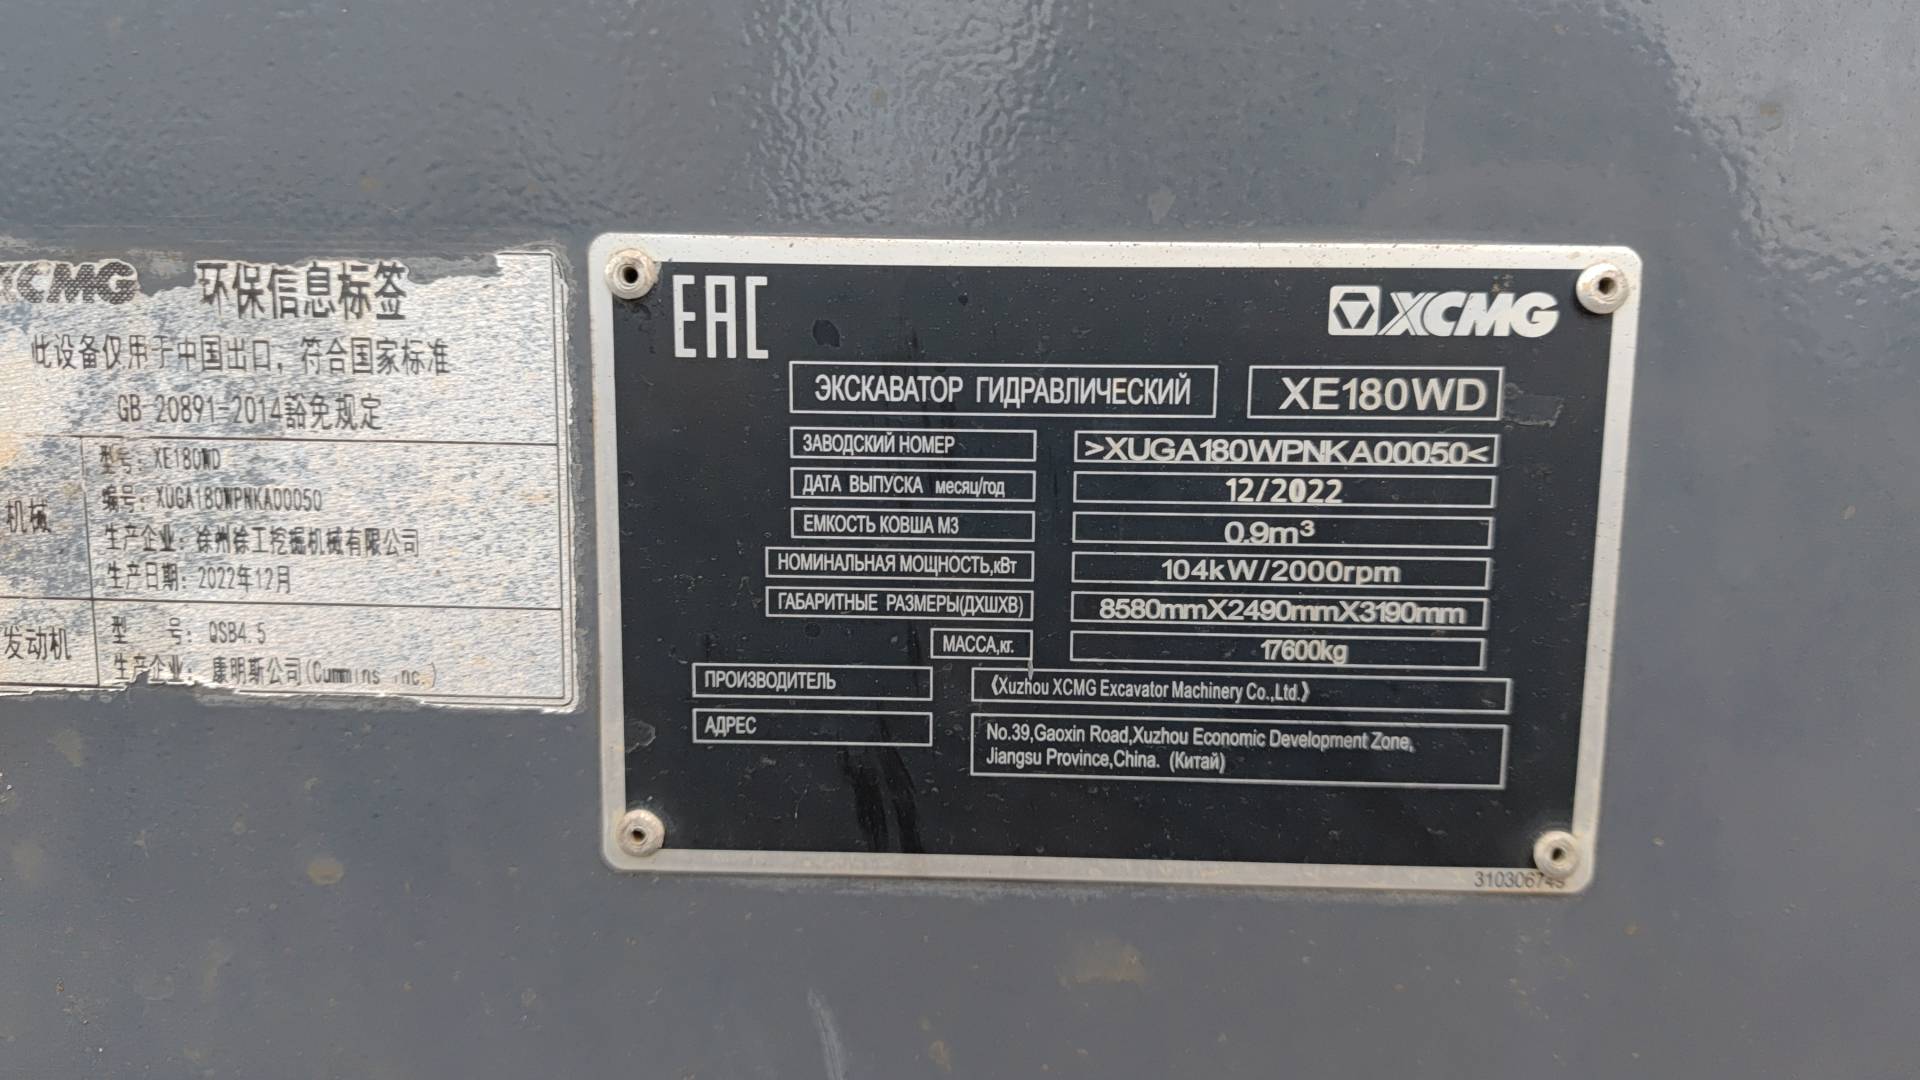 XCMG 环保信息标签
此设备仅用于中国出口，符合国家标准
GB 20891-2014豁免规定
机械
型号：XE180WD
编号：XUGA180WPNKA00050
生产企业：徐州徐工挖掘机械有限公司
生产日期：2022年12月
发动机
型 号：QSB4.5
生产企业：康明斯公司(Cummins Inc.)
EAC
XCMG
ЭКСКАВАТОР ГИДРАВЛИЧЕСКИЙ XE180WD
ЗАВОДСКИЙ НОМЕР >XUGA180WPNKA00050<
ДАТА ВЫПУСКА месяц/год 12/2022
ЕМКОСТЬ КОВША М3 0.9m³
НОМИНАЛЬНАЯ МОЩНОСТЬ,кВт 104kW/2000rpm
ГАБАРИТНЫЕ РАЗМЕРЫ(ДХШХВ) 8580mmX2490mmX3190mm
МАССА,кг. 17600kg
ПРОИЗВОДИТЕЛЬ 《Xuzhou XCMG Excavator Machinery Co.,Ltd.》
АДРЕС No.39,Gaoxin Road,Xuzhou Economic Development Zone,
Jiangsu Province,China. (Китай)
310306749